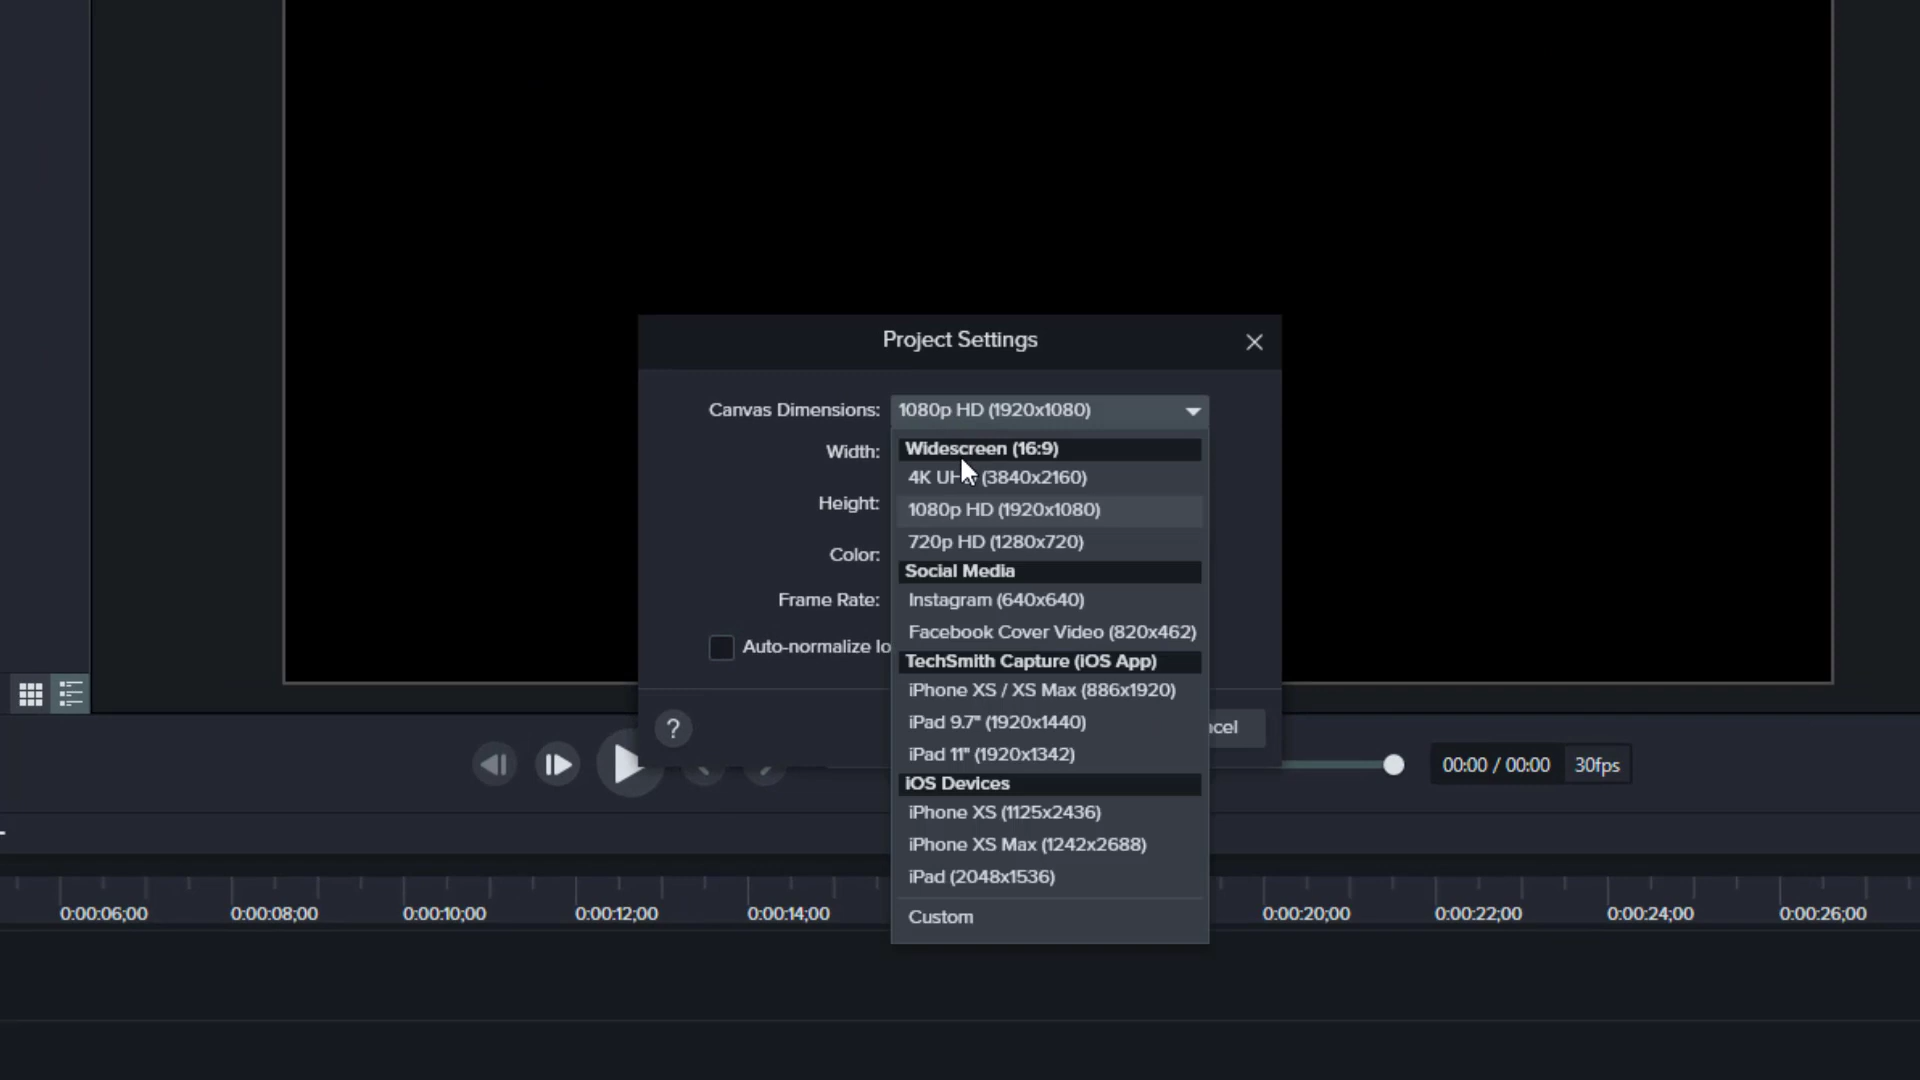 Project Settings
Canvas Dimensions: 1080p HD (1920x1080)
Width:
Height:
Color:
Frame Rate:
Auto-normalize lo
Widescreen (16:9)
4K UH (3840x2160)
1080p HD (1920x1080)
720p HD (1280x720)
Social Media
Instagram (640x640)
Facebook Cover Video (820x462)
TechSmith Capture (iOS App)
iPhone XS / XS Max (886x1920)
iPad 9.7" (1920x1440)
iPad 11" (1920x1342)
iOS Devices
iPhone XS (1125x2436)
iPhone XS Max (1242x2688)
iPad (2048x1536)
Custom
?
ncel
00:00 / 00:00 30fps
0:00:06;00 0:00:08;00 0:00:10;00 0:00:12;00 0:00:14;00 0:00:20;00 0:00:22;00 0:00:24;00 0:00:26;00